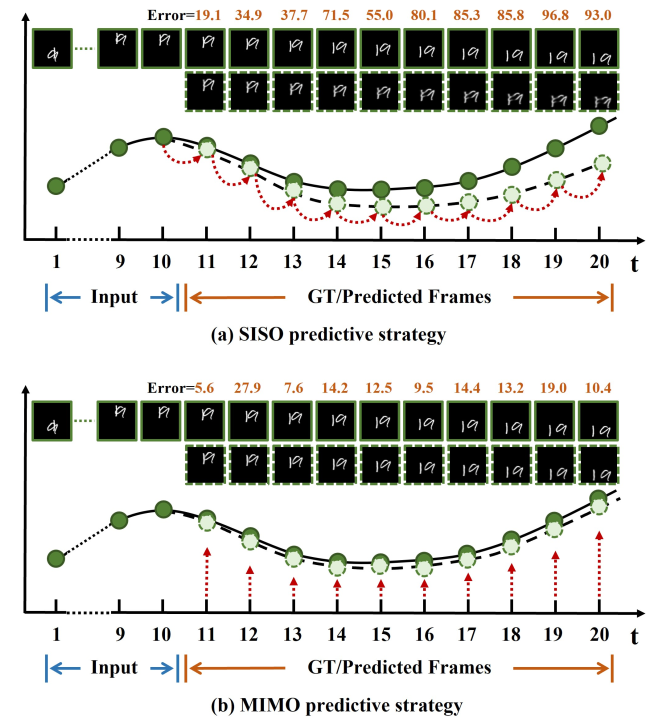 Error=19.1 34.9 37.7 71.5 55.0 80.1 85.3 85.8 96.8 93.0
1 9 10 11 12 13 14 15 16 17 18 19 20 t
Input GT/Predicted Frames
(a) SISO predictive strategy
Error=5.6 27.9 7.6 14.2 12.5 9.5 14.4 13.2 19.0 10.4
1 9 10 11 12 13 14 15 16 17 18 19 20 t
Input GT/Predicted Frames
(b) MIMO predictive strategy